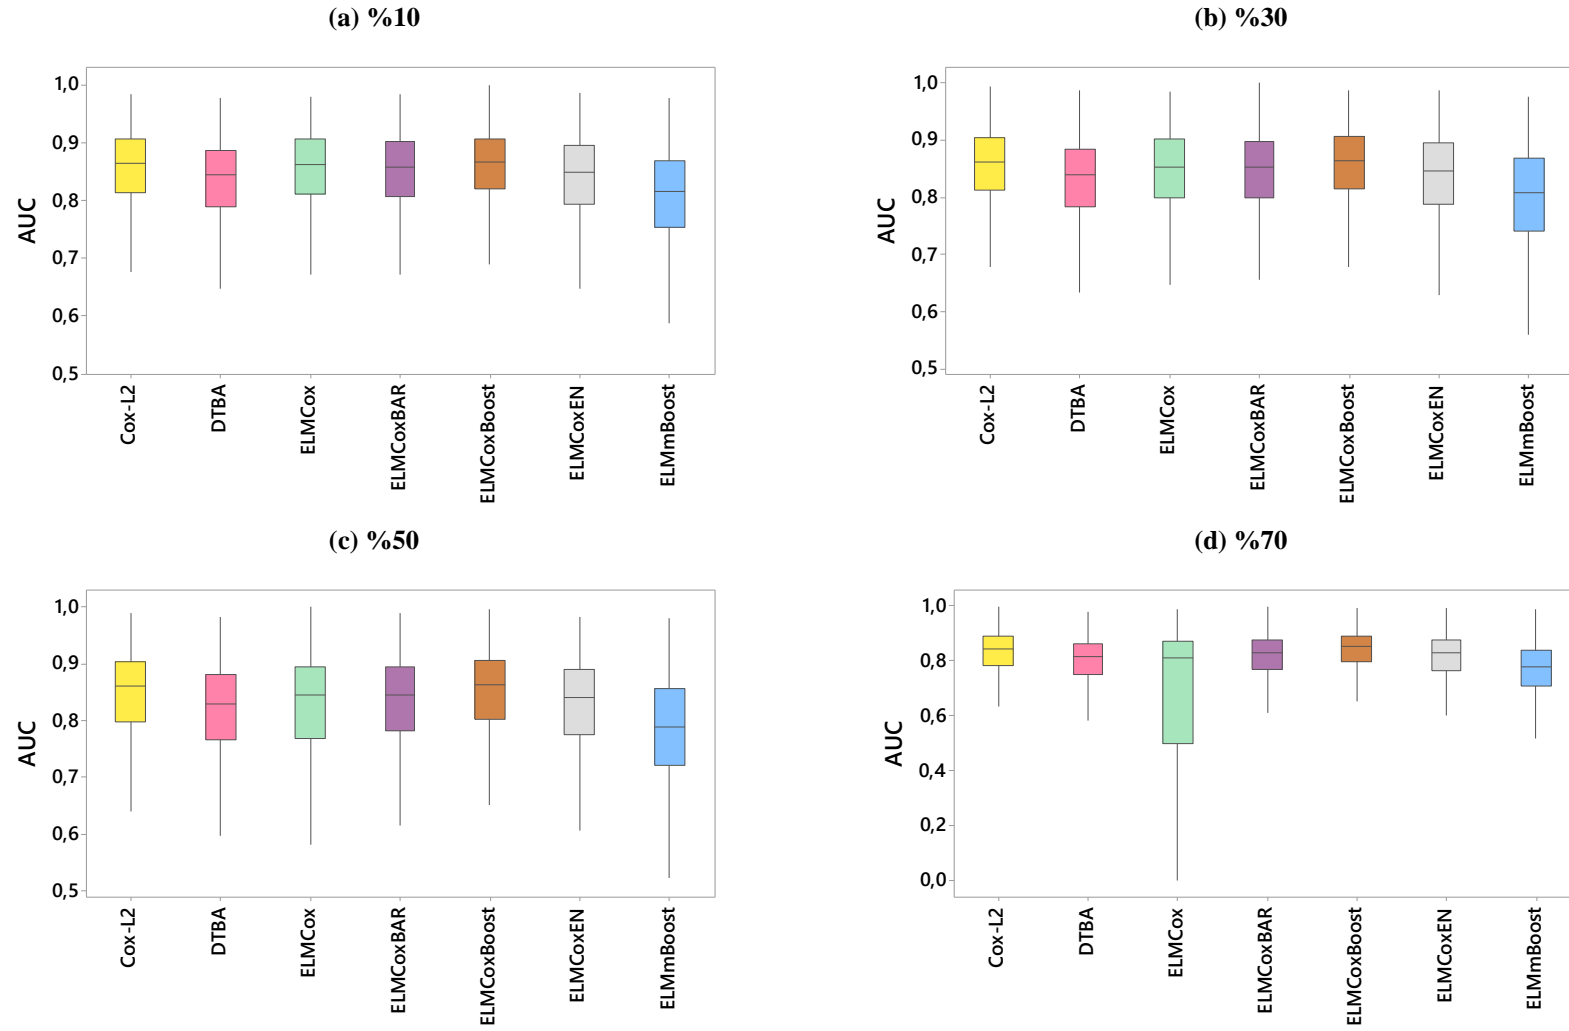 (a) %10
1,0
0,9
0,8
0,7
0,6
0,5
AUC
Cox-L2
DTBA
ELMCox
ELMCoxBAR
ELMCoxBoost
ELMCoxEN
ELMmBoost
(b) %30
1,0
0,9
0,8
0,7
0,6
0,5
AUC
Cox-L2
DTBA
ELMCox
ELMCoxBAR
ELMCoxBoost
ELMCoxEN
ELMmBoost
(c) %50
1,0
0,9
0,8
0,7
0,6
0,5
AUC
Cox-L2
DTBA
ELMCox
ELMCoxBAR
ELMCoxBoost
ELMCoxEN
ELMmBoost
(d) %70
1,0
0,8
0,6
0,4
0,2
0,0
AUC
Cox-L2
DTBA
ELMCox
ELMCoxBAR
ELMCoxBoost
ELMCoxEN
ELMmBoost